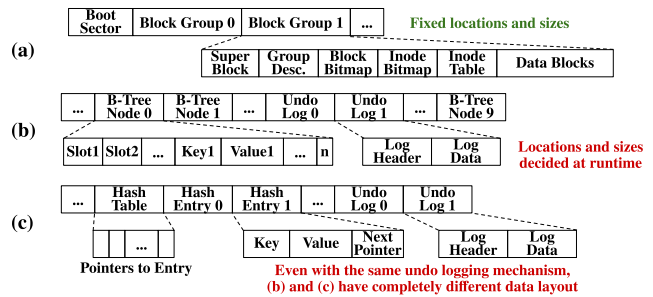 Boot Sector Block Group 0 Block Group 1 ... Fixed locations and sizes
(a)
Super Block Group Desc. Block Bitmap Inode Bitmap Inode Table Data Blocks
... B-Tree Node 0 B-Tree Node 1 ... Undo Log 0 Undo Log 1 ... B-Tree Node 9
(b)
Slot1 Slot2 ... Key1 Value1 ... n Log Header Log Data
Locations and sizes
decided at runtime
... Hash Table Hash Entry 0 Hash Entry 1 ... Undo Log 0 Undo Log 1
(c)
... Key Value Next Pointer Log Header Log Data
Pointers to Entry
Even with the same undo logging mechanism,
(b) and (c) have completely different data layout